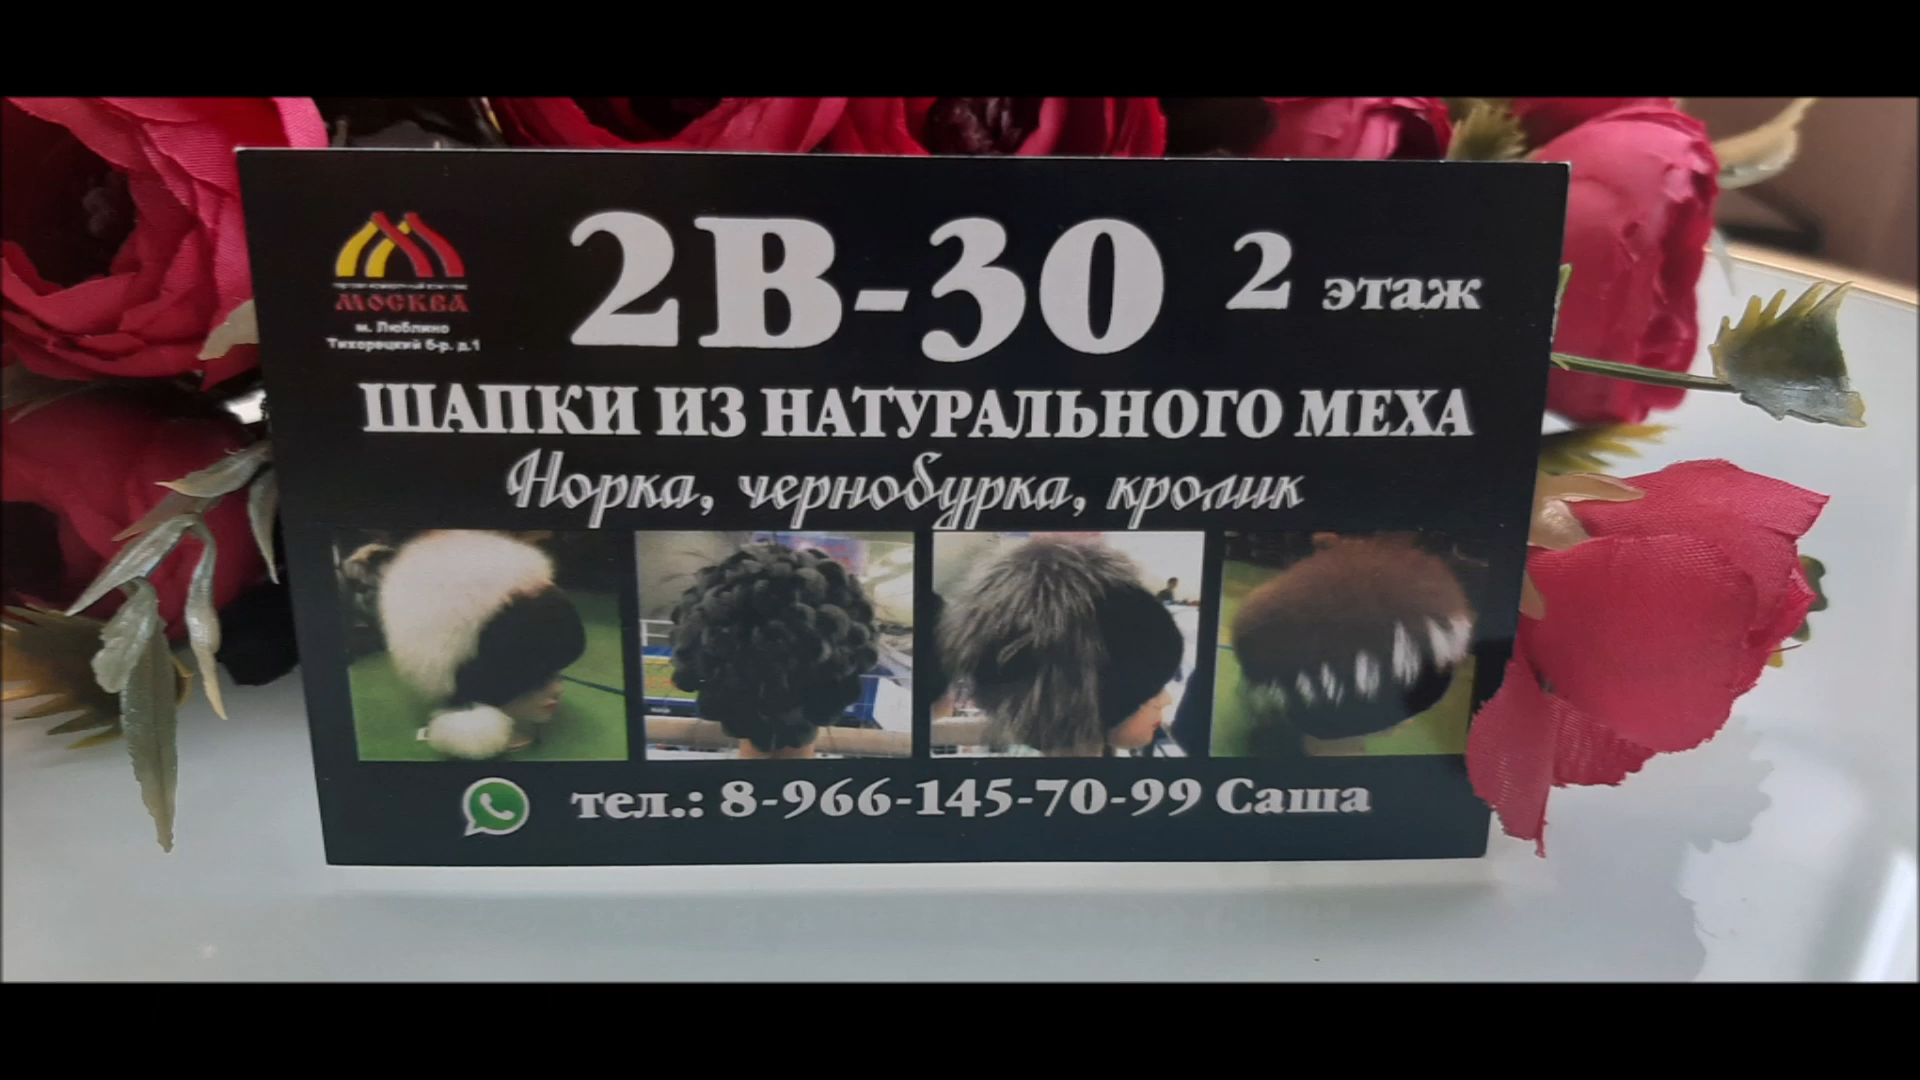 2В-30 2 этаж
МОСКВА
м. Люблино
Тихорецкий б-р. д.1
ШАПКИ ИЗ НАТУРАЛЬНОГО МЕХА
Норка, чернобурка, кролик
тел.: 8-966-145-70-99 Саша